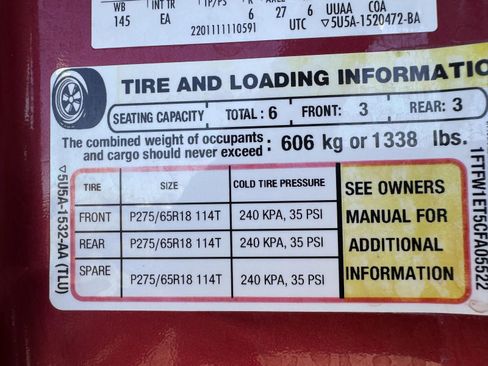 WB INT TR TP/PS R AXLE
145 EA 6 27 6 UUAA COA
2201111110591 UTC ▽5U5A-1520472-BA
TIRE AND LOADING INFORMATIO
SEATING CAPACITY TOTAL : 6 FRONT: 3 REAR: 3
The combined weight of occupants
and cargo should never exceed : 606 kg or 1338 lbs.
TIRE SIZE COLD TIRE PRESSURE
FRONT P275/65R18 114T 240 KPA, 35 PSI
REAR P275/65R18 114T 240 KPA, 35 PSI
SPARE P275/65R18 114T 240 KPA, 35 PSI
SEE OWNERS
MANUAL FOR
ADDITIONAL
INFORMATION
▽5U5A-1532-AA (TLU)
1FTFW1ET5CFA05522